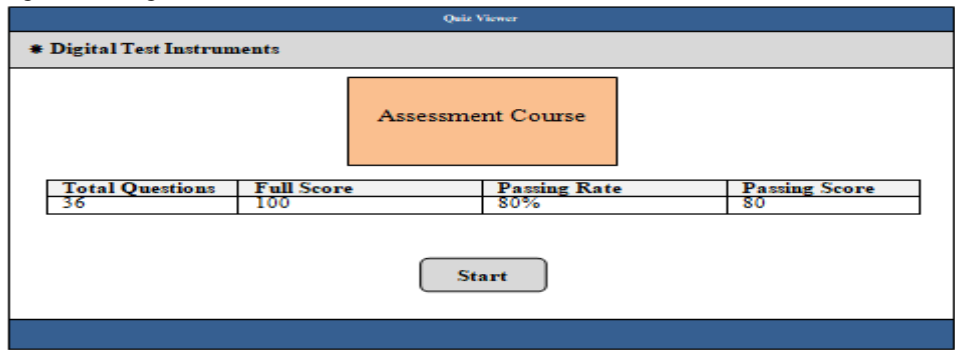 Quiz Viewer
✷ Digital Test Instruments
Assessment Course
Total Questions Full Score Passing Rate Passing Score
36 100 80% 80
Start